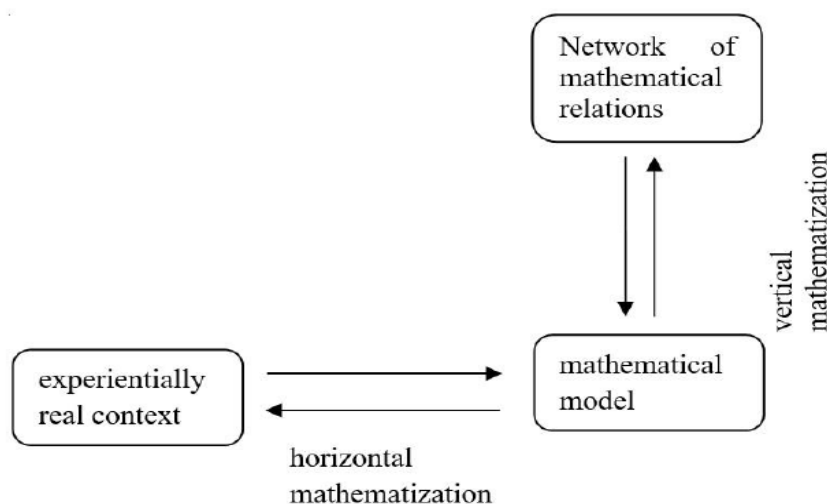 Network of
mathematical
relations
vertical
mathematization
experientially
real context
mathematical
model
horizontal
mathematization